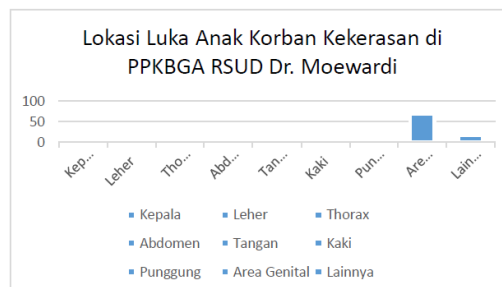 Lokasi Luka Anak Korban Kekerasan di
PPKBGA RSUD Dr. Moewardi
100
50
0
Kep...
Leher
Tho...
Abd...
Tan...
Kaki
Pun...
Are...
Lain...
Kepala Leher Thorax
Abdomen Tangan Kaki
Punggung Area Genital Lainnya